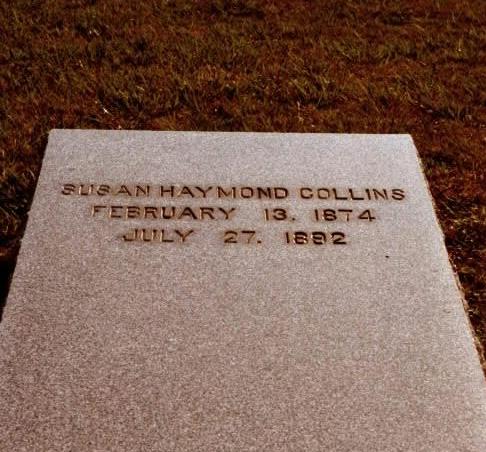 SUSAN HAYMOND COLLINS
FEBRUARY 13, 1874
JULY 27, 1892